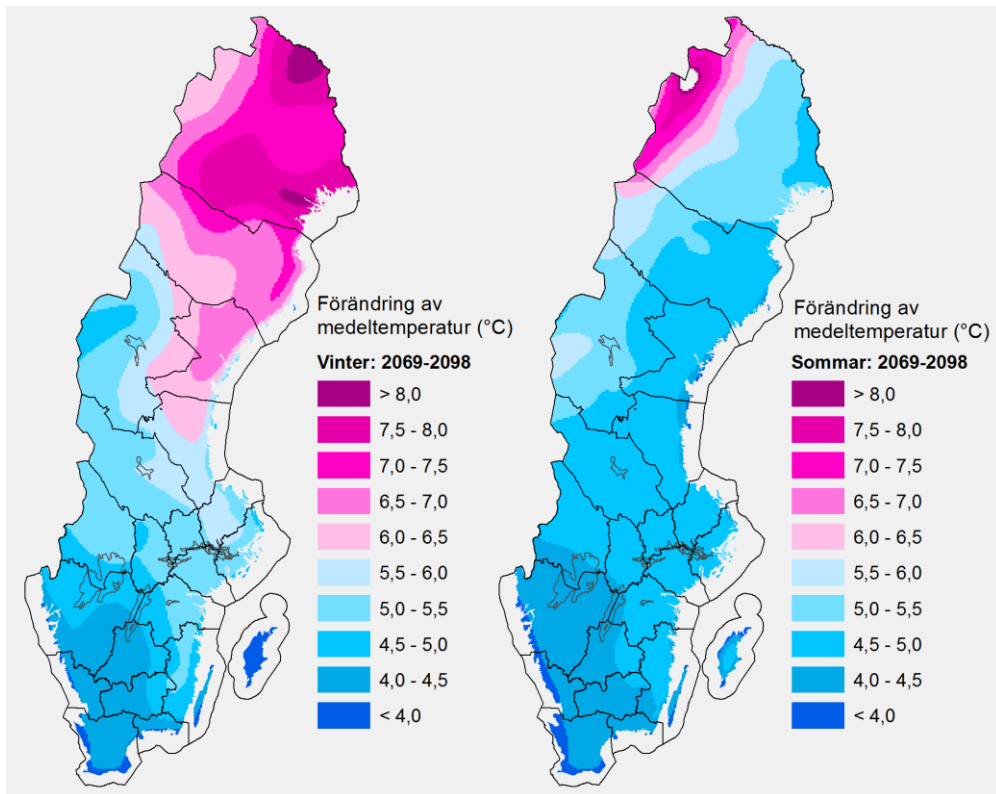 Förändring av
medeltemperatur (°C)
Vinter: 2069-2098
> 8,0
7,5 - 8,0
7,0 - 7,5
6,5 - 7,0
6,0 - 6,5
5,5 - 6,0
5,0 - 5,5
4,5 - 5,0
4,0 - 4,5
< 4,0
Förändring av
medeltemperatur (°C)
Sommar: 2069-2098
> 8,0
7,5 - 8,0
7,0 - 7,5
6,5 - 7,0
6,0 - 6,5
5,5 - 6,0
5,0 - 5,5
4,5 - 5,0
4,0 - 4,5
< 4,0